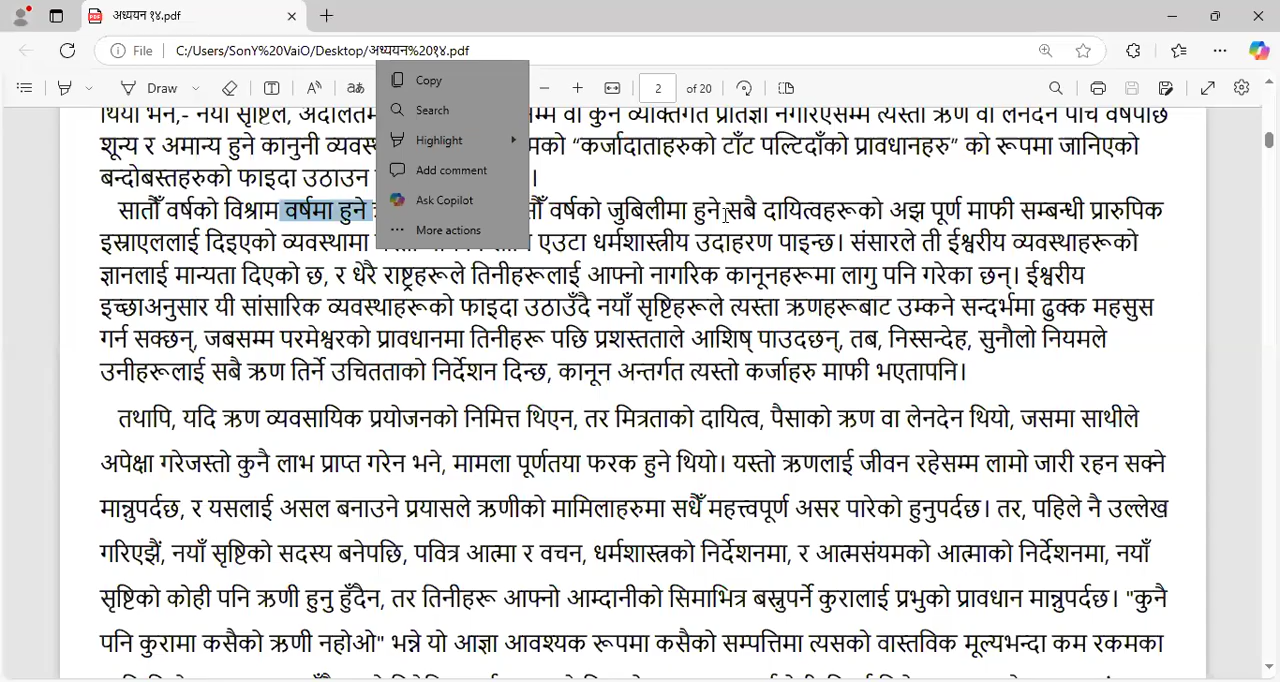 अध्ययन १४.pdf
File C:/Users/SonY%20VaiO/Desktop/अध्ययन%20१४.pdf
Draw
aあ
2 of 20
Copy
Search
Highlight
Add comment
Ask Copilot
More actions
थियो भने,- नयाँ सृष्टिले, अदालतम सम्म वा कुनै व्यक्तिगत प्रतिज्ञा नगरिएसम्म त्यस्तो ऋण वा लेनदेन पाँच वर्षपछि
शून्य र अमान्य हुने कानुनी व्यवस् मको “कर्जादाताहरुको टाँट पल्टिदाँको प्रावधानहरु” को रूपमा जानिएको
बन्दोबस्तहरुको फाइदा उठाउन ।
सातौँ वर्षको विश्राम वर्षमा हुने सौँ वर्षको जुबिलीमा हुने सबै दायित्वहरूको अझ पूर्ण माफी सम्बन्धी प्रारुपिक
इस्राएललाई दिइएको व्यवस्थामा एउटा धर्मशास्त्रीय उदाहरण पाइन्छ। संसारले ती ईश्वरीय व्यवस्थाहरूको
ज्ञानलाई मान्यता दिएको छ, र धेरै राष्ट्रहरूले तिनीहरूलाई आफ्नो नागरिक कानूनहरूमा लागु पनि गरेका छन्। ईश्वरीय
इच्छाअनुसार यी सांसारिक व्यवस्थाहरूको फाइदा उठाउँदै नयाँ सृष्टिहरूले त्यस्ता ऋणहरूबाट उम्कने सन्दर्भमा ढुक्क महसुस
गर्न सक्छन्, जबसम्म परमेश्वरको प्रावधानमा तिनीहरू पछि प्रशस्तताले आशिष् पाउदछन्, तब, निस्सन्देह, सुनौलो नियमले
उनीहरूलाई सबै ऋण तिर्ने उचितताको निर्देशन दिन्छ, कानून अन्तर्गत त्यस्तो कर्जाहरु माफी भएतापनि।
तथापि, यदि ऋण व्यवसायिक प्रयोजनको निमित्त थिएन, तर मित्रताको दायित्व, पैसाको ऋण वा लेनदेन थियो, जसमा साथीले
अपेक्षा गरेजस्तो कुनै लाभ प्राप्त गरेन भने, मामला पूर्णतया फरक हुने थियो। यस्तो ऋणलाई जीवन रहेसम्म लामो जारी रहन सक्ने
मान्नुपर्दछ, र यसलाई असल बनाउने प्रयासले ऋणीको मामिलाहरुमा सधैँ महत्त्वपूर्ण असर पारेको हुनुपर्दछ। तर, पहिले नै उल्लेख
गरिएझैं, नयाँ सृष्टिको सदस्य बनेपछि, पवित्र आत्मा र वचन, धर्मशास्त्रको निर्देशनमा, र आत्मसंयमको आत्माको निर्देशनमा, नयाँ
सृष्टिको कोही पनि ऋणी हुनु हुँदैन, तर तिनीहरू आफ्नो आम्दानीको सिमाभित्र बस्नुपर्ने कुरालाई प्रभुको प्रावधान मान्नुपर्दछ। "कुनै
पनि कुरामा कसैको ऋणी नहोओ" भन्ने यो आज्ञा आवश्यक रूपमा कसैको सम्पत्तिमा त्यसको वास्तविक मूल्यभन्दा कम रकमका